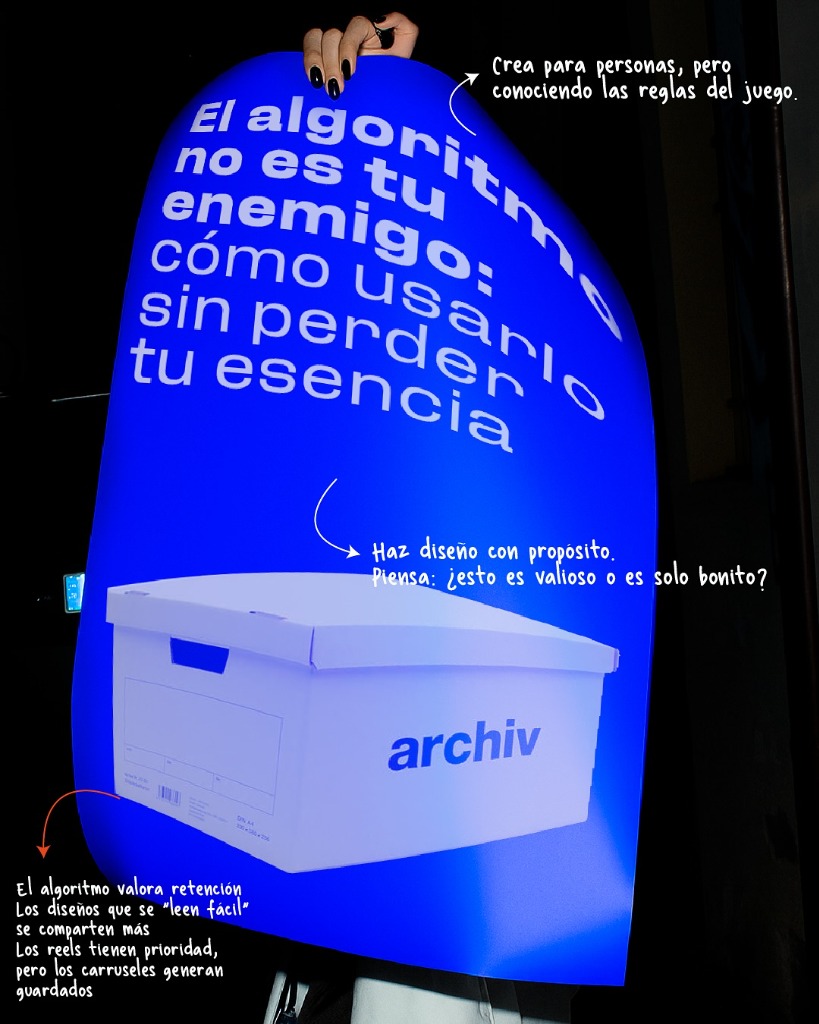 Crea para personas, pero
conociendo las reglas del juego.
El algoritmo
no es tu
enemigo:
cómo usarlo
sin perder
tu esencia
Haz diseño con propósito.
Piensa: ¿esto es valioso o es solo bonito?
archiv
El algoritmo valora retención
Los diseños que se "leen fácil"
se comparten más
Los reels tienen prioridad,
pero los carruseles generan
guardados